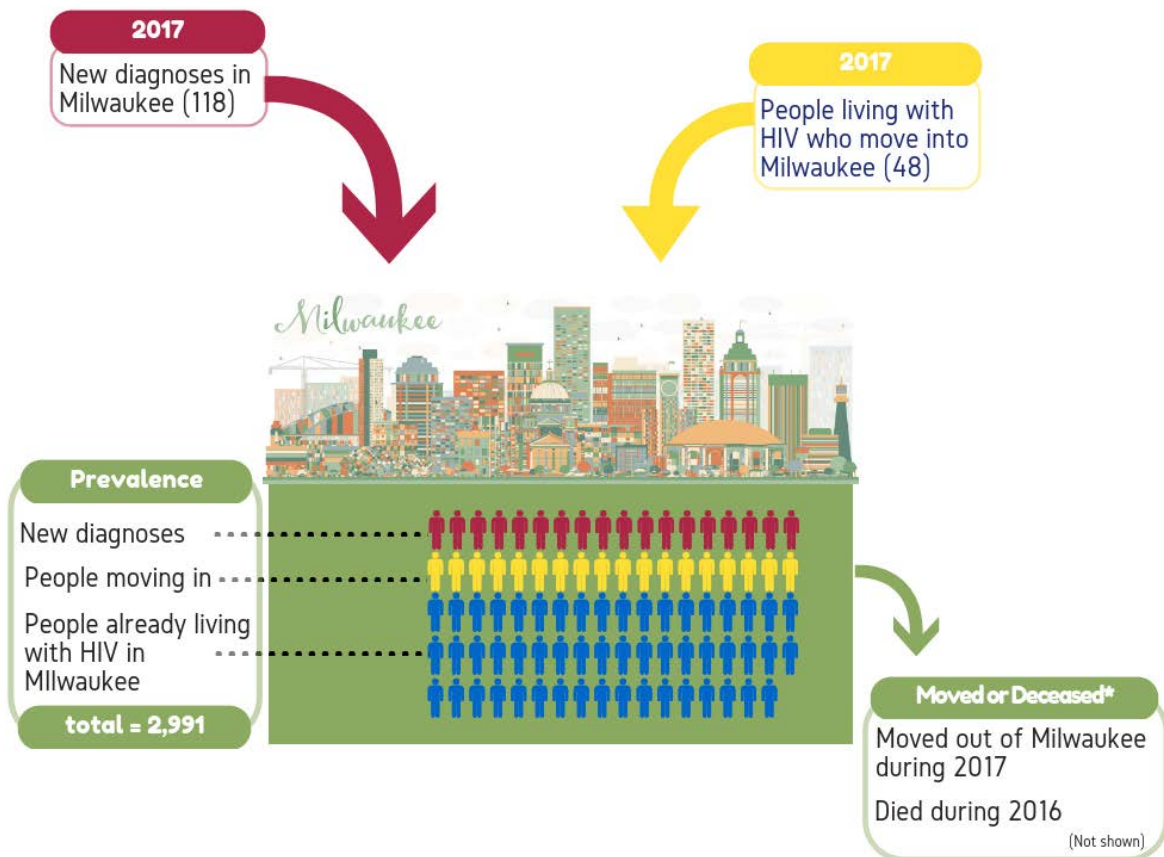 2017
New diagnoses in
Milwaukee (118)
2017
People living with
HIV who move into
Milwaukee (48)
Milwaukee
Prevalence
New diagnoses
People moving in
People already living
with HIV in
MIlwaukee
total = 2,991
Moved or Deceased*
Moved out of Milwaukee
during 2017
Died during 2016
(Not shown)